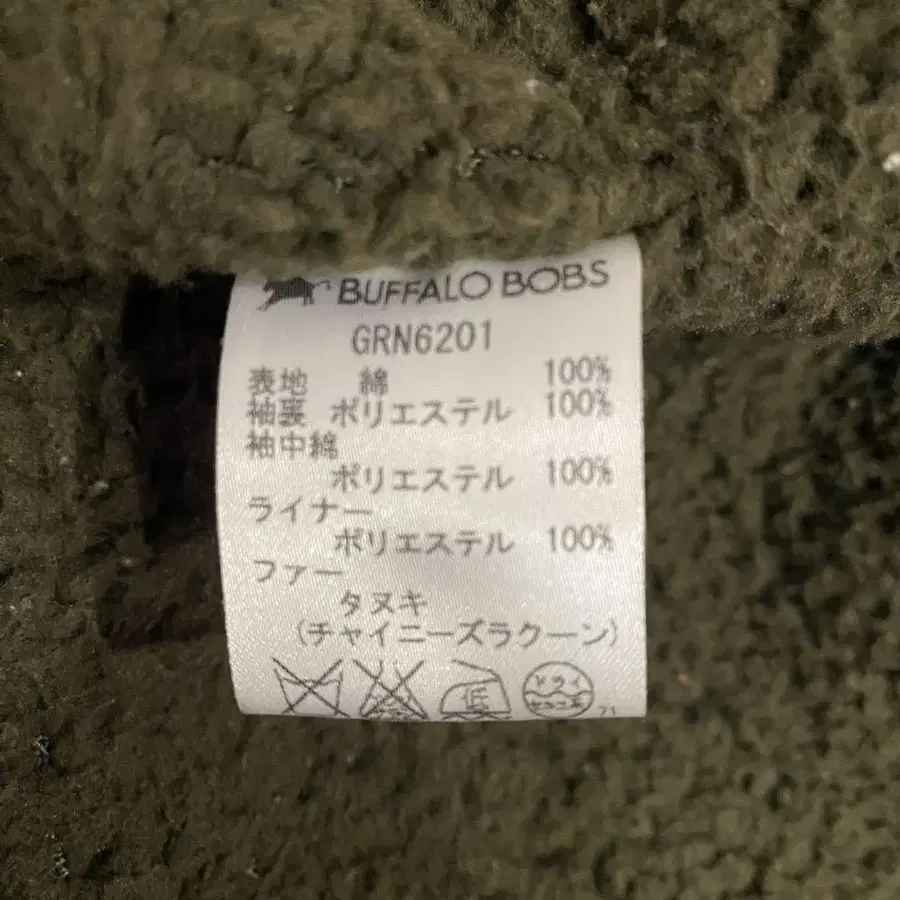 BUFFALO BOBS
GRN6201
表地 綿 100%
袖裏 ポリエステル 100%
袖中綿
ポリエステル 100%
ライナー
ポリエステル 100%
ファー
タヌキ
(チャイニーズラクーン)
低 ドライ
71